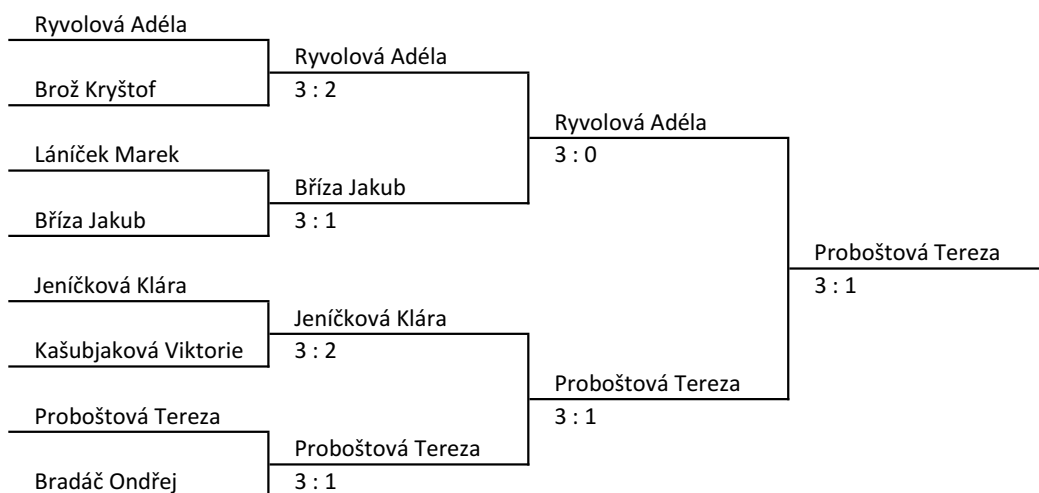 Ryvolová Adéla
Ryvolová Adéla
Brož Kryštof
3 : 2
Ryvolová Adéla
Láníček Marek
3 : 0
Bříza Jakub
Bříza Jakub
3 : 1
Proboštová Tereza
Jeníčková Klára
3 : 1
Jeníčková Klára
Kašubjaková Viktorie
3 : 2
Proboštová Tereza
Proboštová Tereza
3 : 1
Proboštová Tereza
Bradáč Ondřej
3 : 1